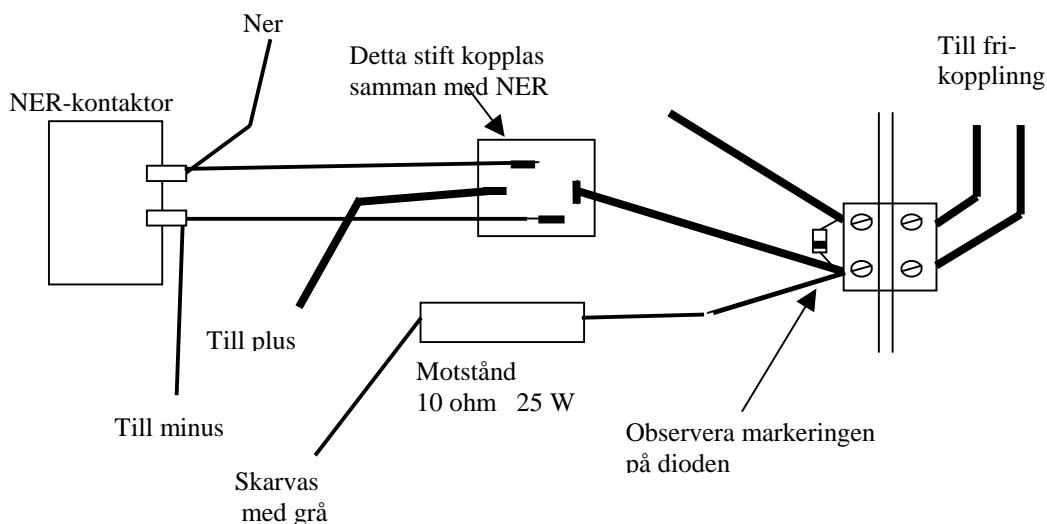 Ner
Detta stift kopplas
samman med NER
Till fri-
kopplinng
NER-kontaktor
Till plus
Motstånd
10 ohm 25 W
Till minus
Observera markeringen
på dioden
Skarvas
med grå